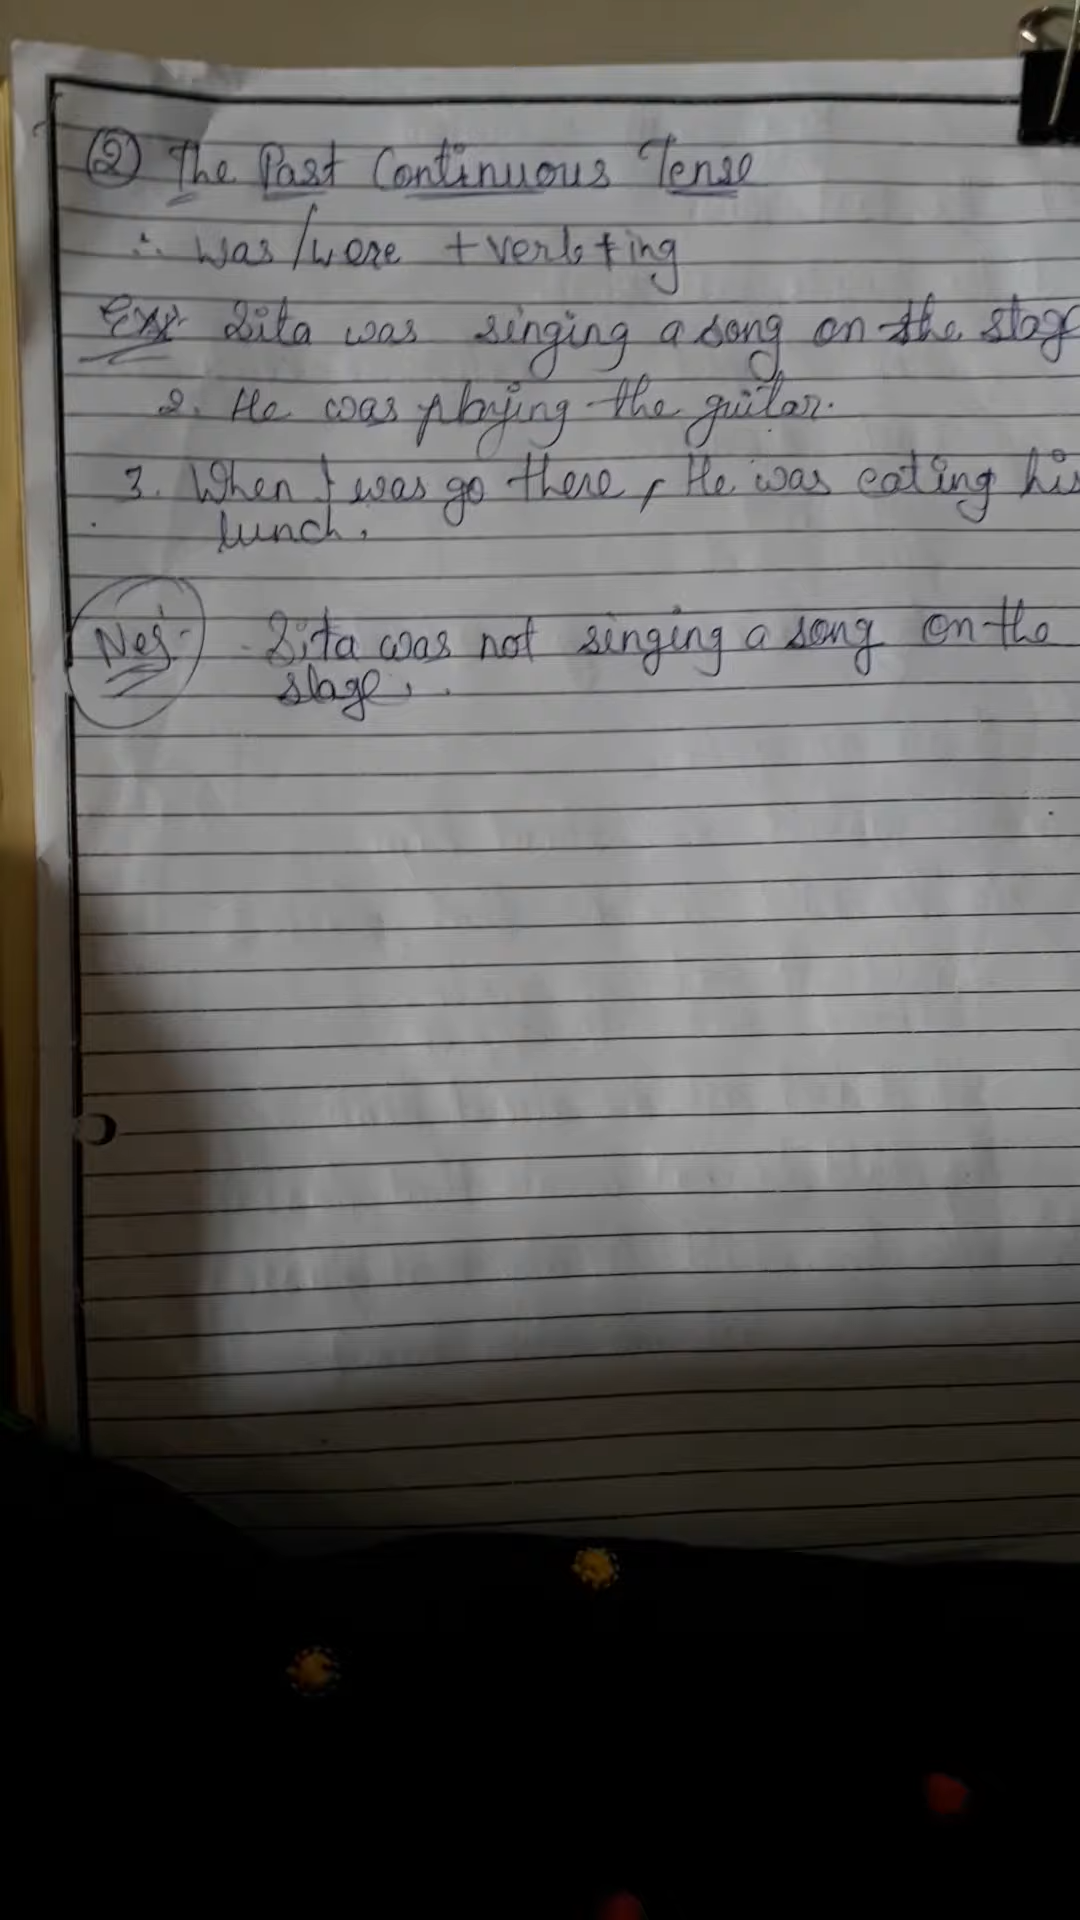 ② The Past Continuous Tense
∴ was/were + verb + ing
Ex:- Sita was singing a song on the stage
2. He was playing the guitar.
3. When I was go there, He was eating his
lunch.
Neg:- Sita was not singing a song on the
stage.